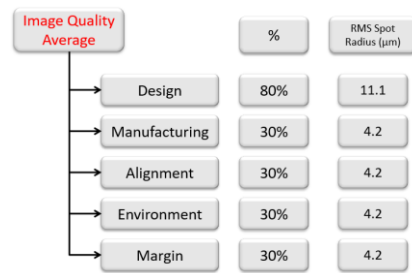 Image Quality
Average
%
RMS Spot
Radius (µm)
Design 80% 11.1
Manufacturing 30% 4.2
Alignment 30% 4.2
Environment 30% 4.2
Margin 30% 4.2